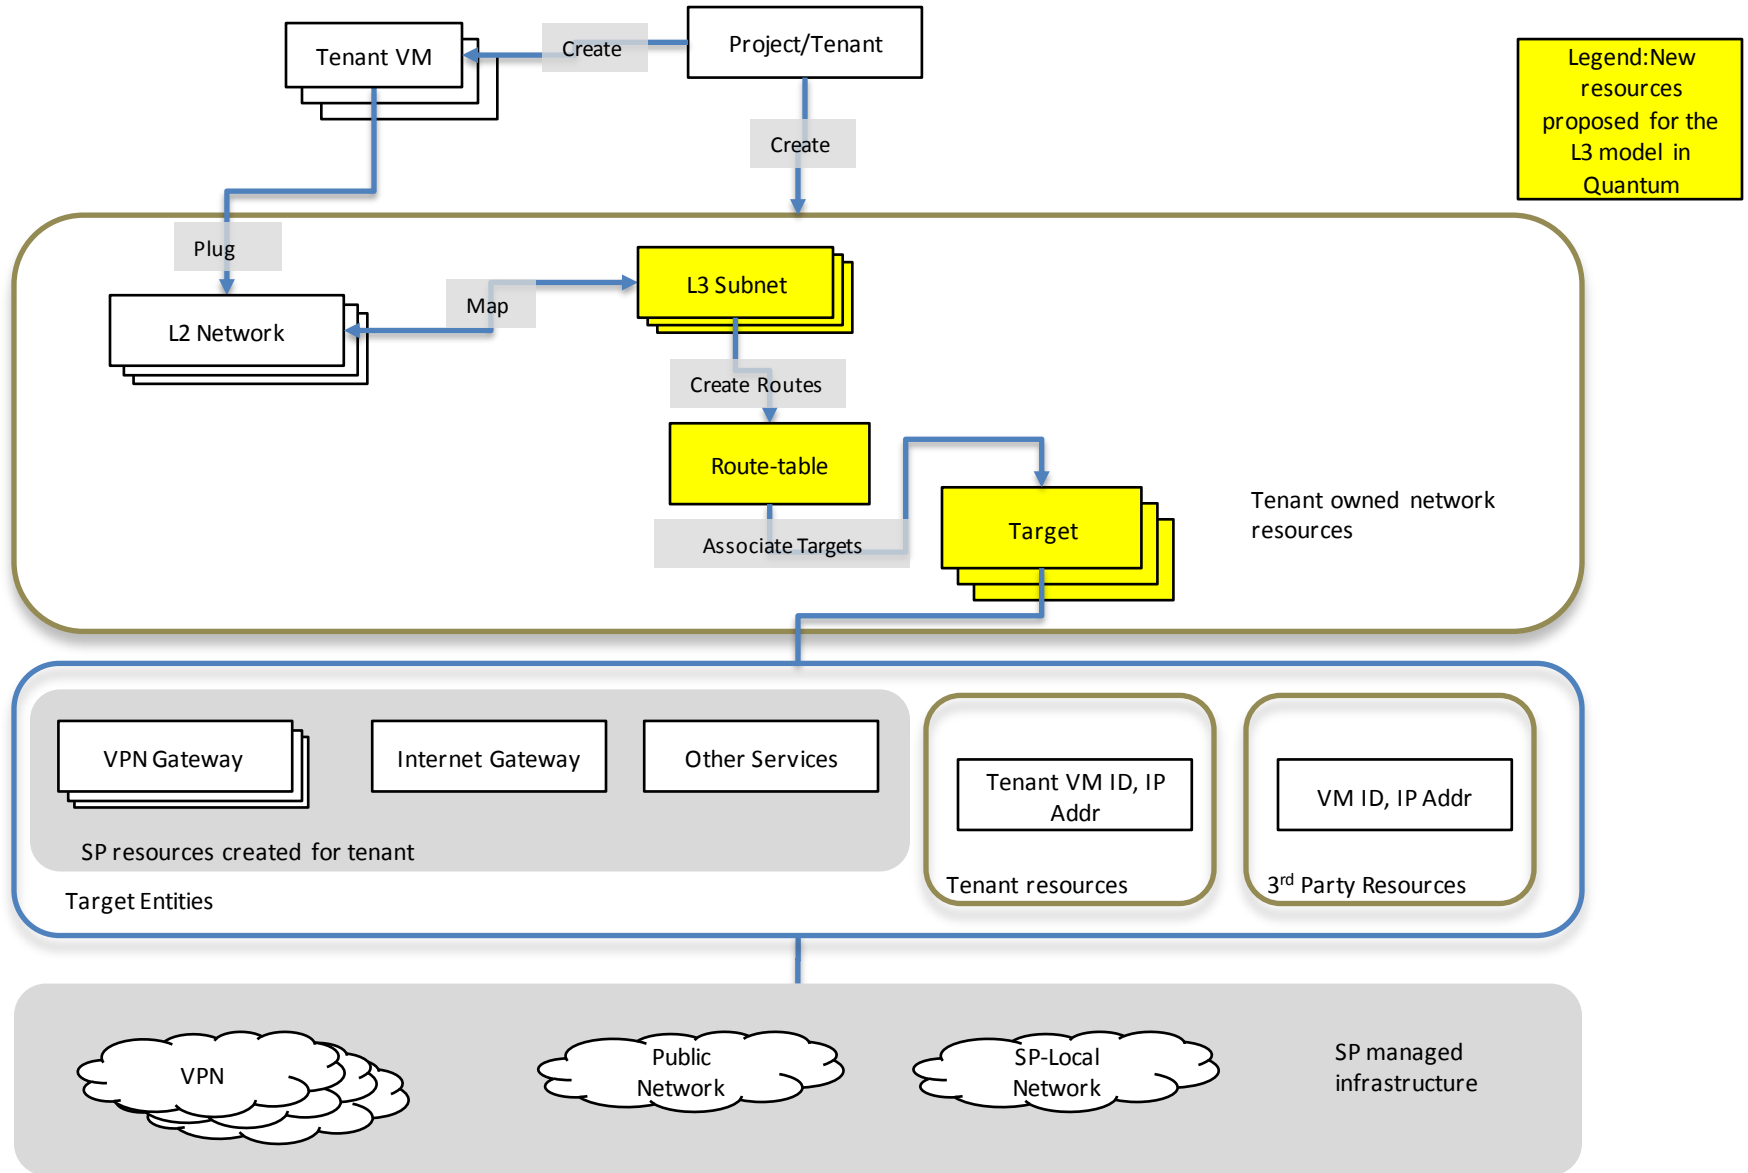 Tenant VM
Create
Project/Tenant
Legend:New
resources
proposed for the
L3 model in
Quantum
Create
Plug
L3 Subnet
Map
L2 Network
Create Routes
Route-table
Target
Tenant owned network
resources
Associate Targets
VPN Gateway
Internet Gateway
Other Services
Tenant VM ID, IP
Addr
VM ID, IP Addr
SP resources created for tenant
Tenant resources
3rd Party Resources
Target Entities
VPN
Public
Network
SP-Local
Network
SP managed
infrastructure